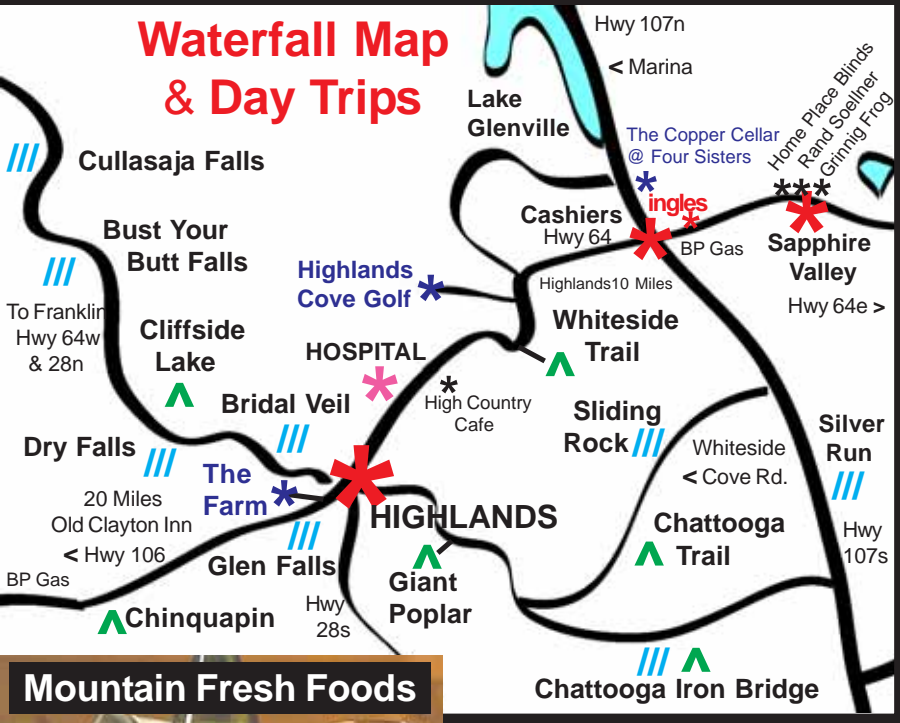 Waterfall Map
& Day Trips
Hwy 107n
< Marina
Lake
Glenville
The Copper Cellar
@ Four Sisters
Home Place Blinds
Rand Soellner
Grinnig Frog
Cullasaja Falls
ingles
Cashiers
Hwy 64
BP Gas
Sapphire
Valley
Bust Your
Butt Falls
Highlands
Cove Golf
Highlands10 Miles
Hwy 64e >
To Franklin
Hwy 64w
& 28n
Cliffside
Lake
HOSPITAL
Whiteside
Trail
Bridal Veil
High Country
Cafe
Sliding
Rock
Silver
Run
Dry Falls
The
Farm
Whiteside
< Cove Rd.
20 Miles
Old Clayton Inn
< Hwy 106
HIGHLANDS
Chattooga
Trail
Hwy
107s
BP Gas
Glen Falls
Giant
Poplar
Chinquapin
Hwy
28s
Chattooga Iron Bridge
Mountain Fresh Foods